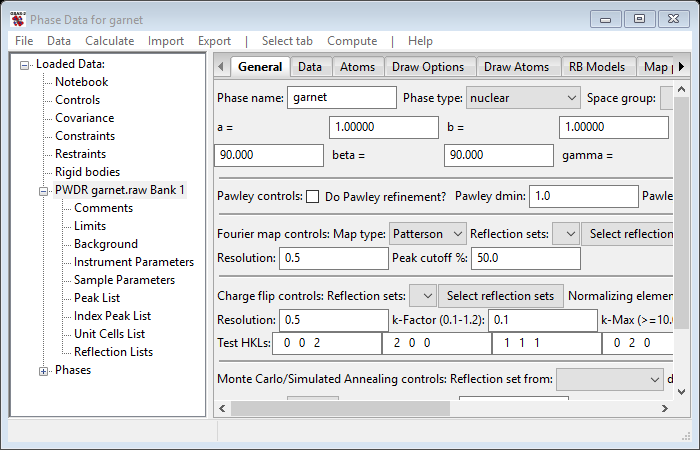 Phase Data for garnet
File Data Calculate Import Export | Select tab Compute | Help
Loaded Data:
Notebook
Controls
Covariance
Constraints
Restraints
Rigid bodies
PWDR garnet.raw Bank 1
Comments
Limits
Background
Instrument Parameters
Sample Parameters
Peak List
Index Peak List
Unit Cells List
Reflection Lists
Phases
General Data Atoms Draw Options Draw Atoms RB Models Map p
Phase name: garnet Phase type: nuclear Space group:
a = 1.00000 b = 1.00000
90.000 beta = 90.000 gamma =
Pawley controls: Do Pawley refinement? Pawley dmin: 1.0 Pawle
Fourier map controls: Map type: Patterson Reflection sets: Select reflection
Resolution: 0.5 Peak cutoff %: 50.0
Charge flip controls: Reflection sets: Select reflection sets Normalizing elemen
Resolution: 0.5 k-Factor (0.1-1.2): 0.1 k-Max (>=10.0
Test HKLs: 0 0 2 2 0 0 1 1 1 0 2 0
Monte Carlo/Simulated Annealing controls: Reflection set from: d